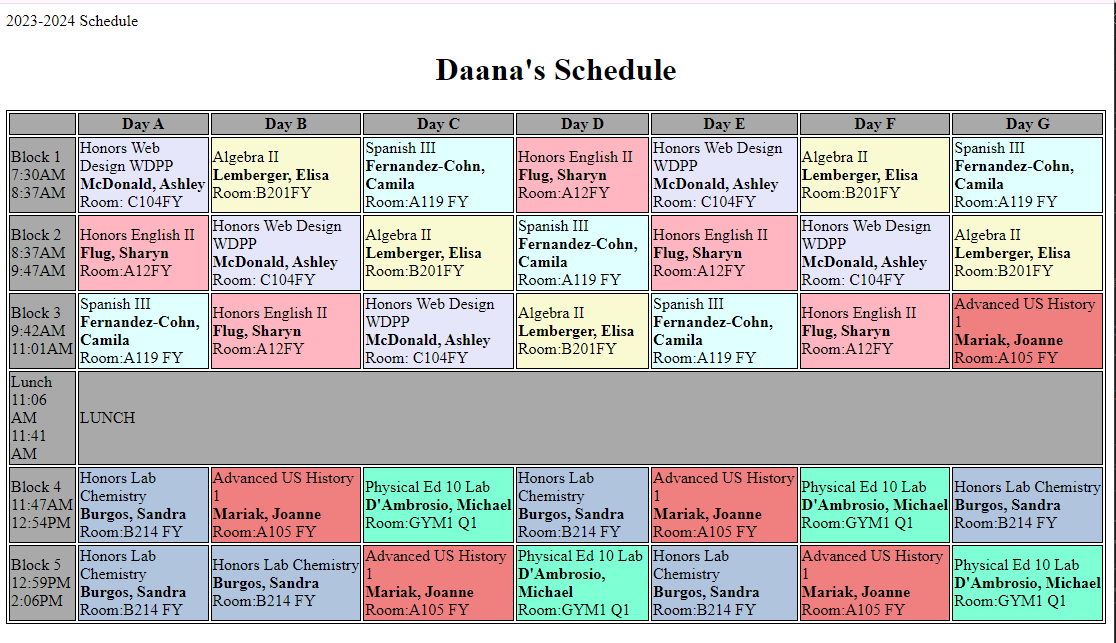 2023-2024 Schedule
Daana's Schedule
Day A Day B Day C Day D Day E Day F Day G
Block 1
7:30AM
8:37AM
Honors Web
Design WDPP
McDonald, Ashley
Room: C104FY
Algebra II
Lemberger, Elisa
Room:B201FY
Spanish III
Fernandez-Cohn,
Camila
Room:A119 FY
Honors English II
Flug, Sharyn
Room:A12FY
Honors Web Design
WDPP
McDonald, Ashley
Room: C104FY
Algebra II
Lemberger, Elisa
Room:B201FY
Spanish III
Fernandez-Cohn,
Camila
Room:A119 FY
Block 2
8:37AM
9:47AM
Honors English II
Flug, Sharyn
Room:A12FY
Honors Web Design
WDPP
McDonald, Ashley
Room: C104FY
Algebra II
Lemberger, Elisa
Room:B201FY
Spanish III
Fernandez-Cohn,
Camila
Room:A119 FY
Honors English II
Flug, Sharyn
Room:A12FY
Honors Web Design
WDPP
McDonald, Ashley
Room: C104FY
Algebra II
Lemberger, Elisa
Room:B201FY
Block 3
9:42AM
11:01AM
Spanish III
Fernandez-Cohn,
Camila
Room:A119 FY
Honors English II
Flug, Sharyn
Room:A12FY
Honors Web Design
WDPP
McDonald, Ashley
Room: C104FY
Algebra II
Lemberger, Elisa
Room:B201FY
Spanish III
Fernandez-Cohn,
Camila
Room:A119 FY
Honors English II
Flug, Sharyn
Room:A12FY
Advanced US History
1
Mariak, Joanne
Room:A105 FY
Lunch
11:06
AM
11:41
AM
LUNCH
Block 4
11:47AM
12:54PM
Honors Lab
Chemistry
Burgos, Sandra
Room:B214 FY
Advanced US History
1
Mariak, Joanne
Room:A105 FY
Physical Ed 10 Lab
D'Ambrosio, Michael
Room:GYM1 Q1
Honors Lab
Chemistry
Burgos, Sandra
Room:B214 FY
Advanced US History
1
Mariak, Joanne
Room:A105 FY
Physical Ed 10 Lab
D'Ambrosio, Michael
Room:GYM1 Q1
Honors Lab Chemistry
Burgos, Sandra
Room:B214 FY
Block 5
12:59PM
2:06PM
Honors Lab
Chemistry
Burgos, Sandra
Room:B214 FY
Honors Lab Chemistry
Burgos, Sandra
Room:B214 FY
Advanced US History
1
Mariak, Joanne
Room:A105 FY
Physical Ed 10 Lab
D'Ambrosio,
Michael
Room:GYM1 Q1
Honors Lab
Chemistry
Burgos, Sandra
Room:B214 FY
Advanced US History
1
Mariak, Joanne
Room:A105 FY
Physical Ed 10 Lab
D'Ambrosio, Michael
Room:GYM1 Q1